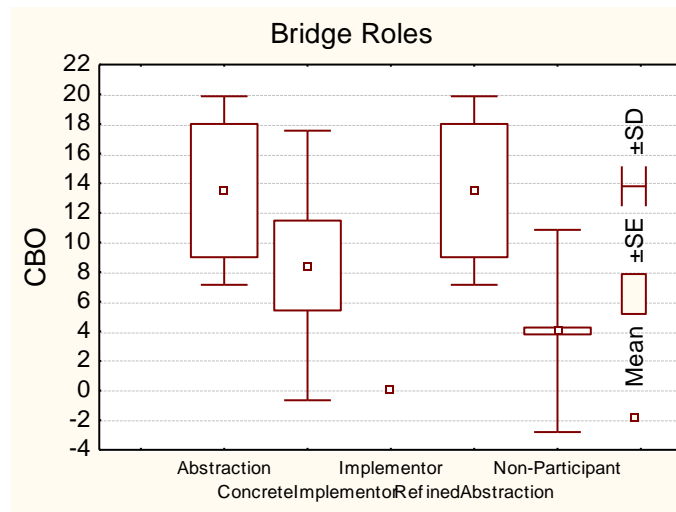 Bridge Roles
CBO
22
20
18
16
14
12
10
8
6
4
2
0
-2
-4
Abstraction
ConcreteImplementor
Implementor
RefinedAbstraction
Non-Participant
±SD
±SE
Mean